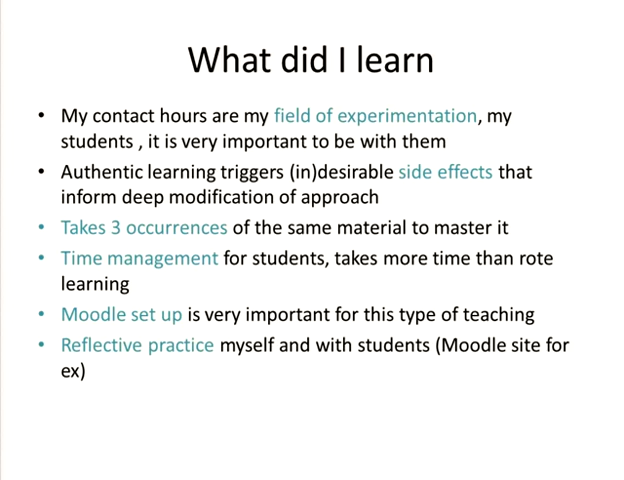 What did I learn
• My contact hours are my field of experimentation, my
students , it is very important to be with them
• Authentic learning triggers (in)desirable side effects that
inform deep modification of approach
• Takes 3 occurrences of the same material to master it
• Time management for students, takes more time than rote
learning
• Moodle set up is very important for this type of teaching
• Reflective practice myself and with students (Moodle site for
ex)